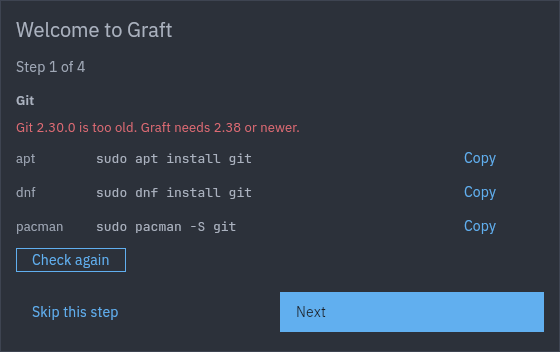 Welcome to Graft
Step 1 of 4
Git
Git 2.30.0 is too old. Graft needs 2.38 or newer.
apt sudo apt install git Copy
dnf sudo dnf install git Copy
pacman sudo pacman -S git Copy
Check again
Skip this step Next